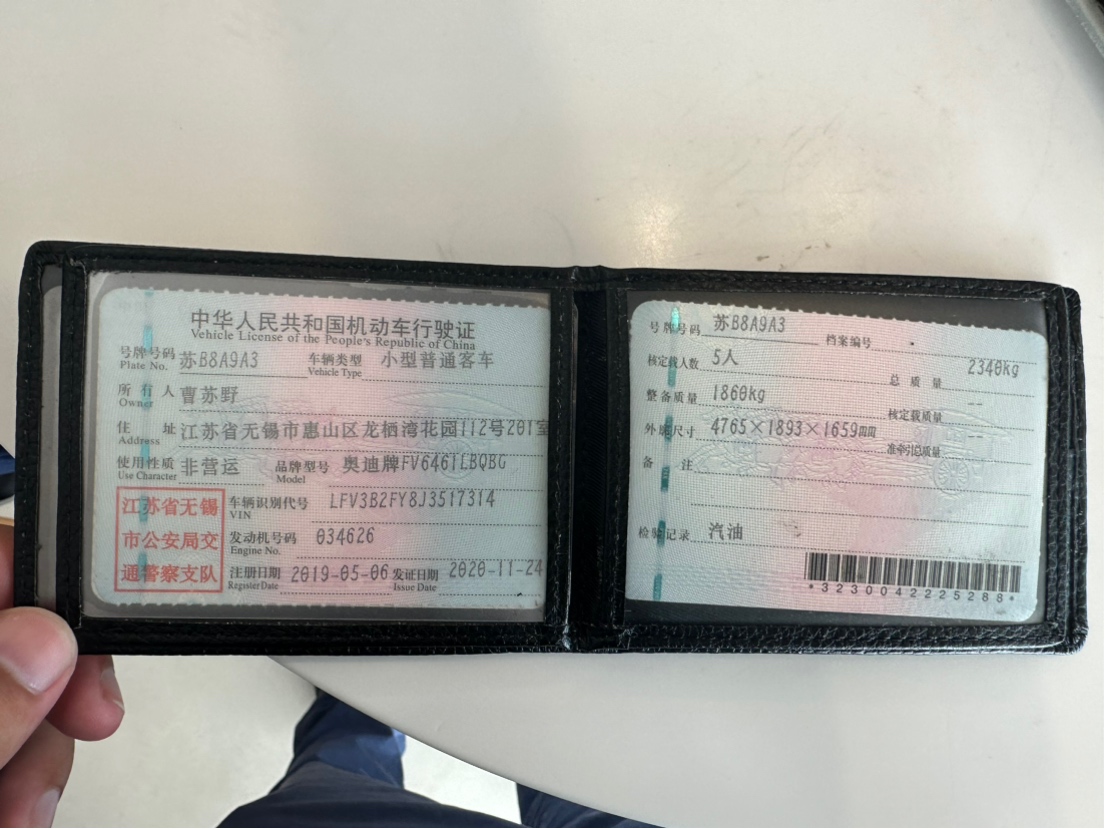 中华人民共和国机动车行驶证
Vehicle License of the People's Republic of China
号牌号码 苏B8A9A3 车辆类型 小型普通客车
Plate No. Vehicle Type
所有人 曹苏野
Owner
住址 江苏省无锡市惠山区龙栖湾花园112号201室
Address
使用性质 非营运 品牌型号 奥迪牌FV6461LBQBG
Use Character Model
江苏省无锡
市公安局交
通警察支队
车辆识别代号 LFV3B2FY8J3517314
VIN
发动机号码 034626
Engine No.
注册日期 2019-05-06 发证日期 2020-11-24
Register Date Issue Date
号牌号码 苏B8A9A3 档案编号
核定载人数 5人 总质量 2340kg
整备质量 1860kg 核定载质量 --
外廓尺寸 4765×1893×1659mm 准牵引总质量 --
备注
检验记录 汽油
*3230042225288*